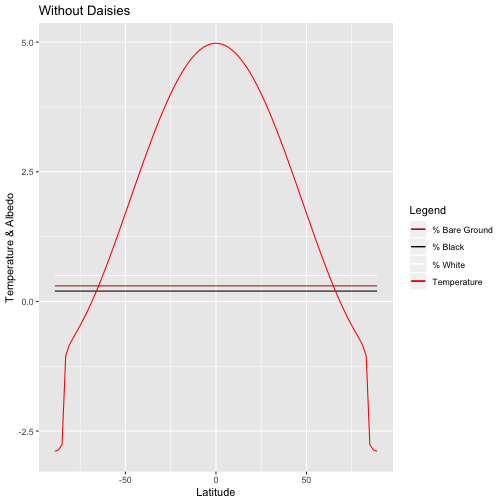 Without Daisies
5.0
2.5
0.0
-2.5
Temperature & Albedo
-50
0
50
Latitude
Legend
% Bare Ground
% Black
% White
Temperature